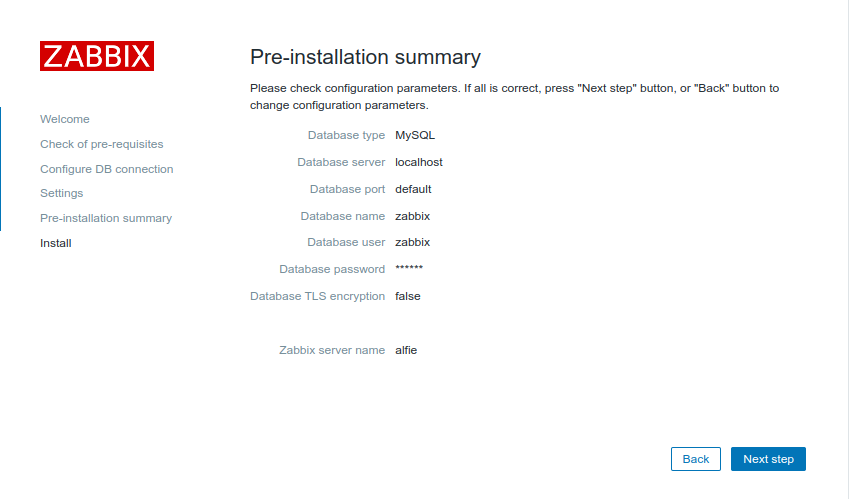 ZABBIX
Welcome
Check of pre-requisites
Configure DB connection
Settings
Pre-installation summary
Install
Pre-installation summary
Please check configuration parameters. If all is correct, press "Next step" button, or "Back" button to
change configuration parameters.
Database type MySQL
Database server localhost
Database port default
Database name zabbix
Database user zabbix
Database password ******
Database TLS encryption false
Zabbix server name alfie
Back Next step